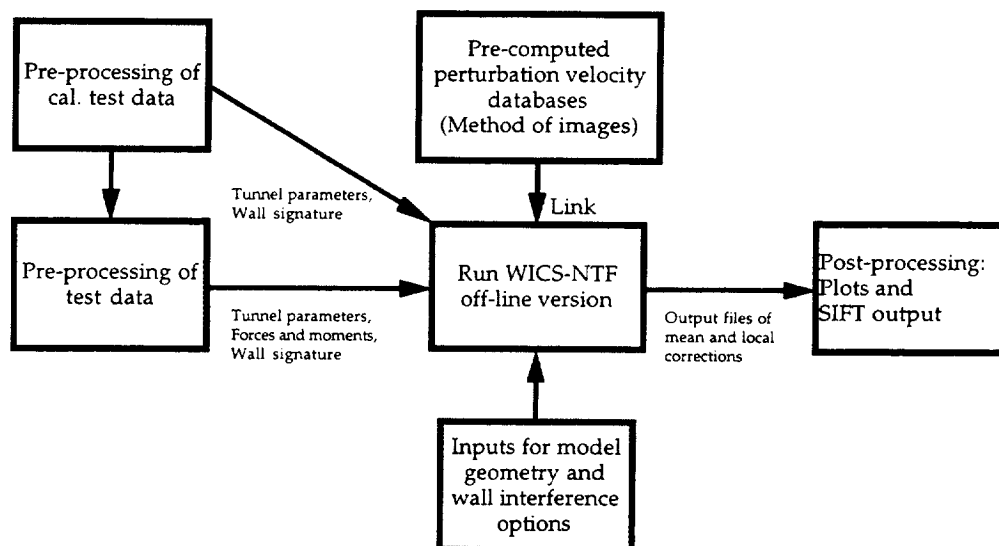 Pre-processing of
cal. test data
Pre-computed
perturbation velocity
databases
(Method of images)
Tunnel parameters,
Wall signature
Link
Pre-processing of
test data
Run WICS-NTF
off-line version
Post-processing:
Plots and
SIFT output
Tunnel parameters,
Forces and moments,
Wall signature
Output files of
mean and local
corrections
Inputs for model
geometry and
wall interference
options